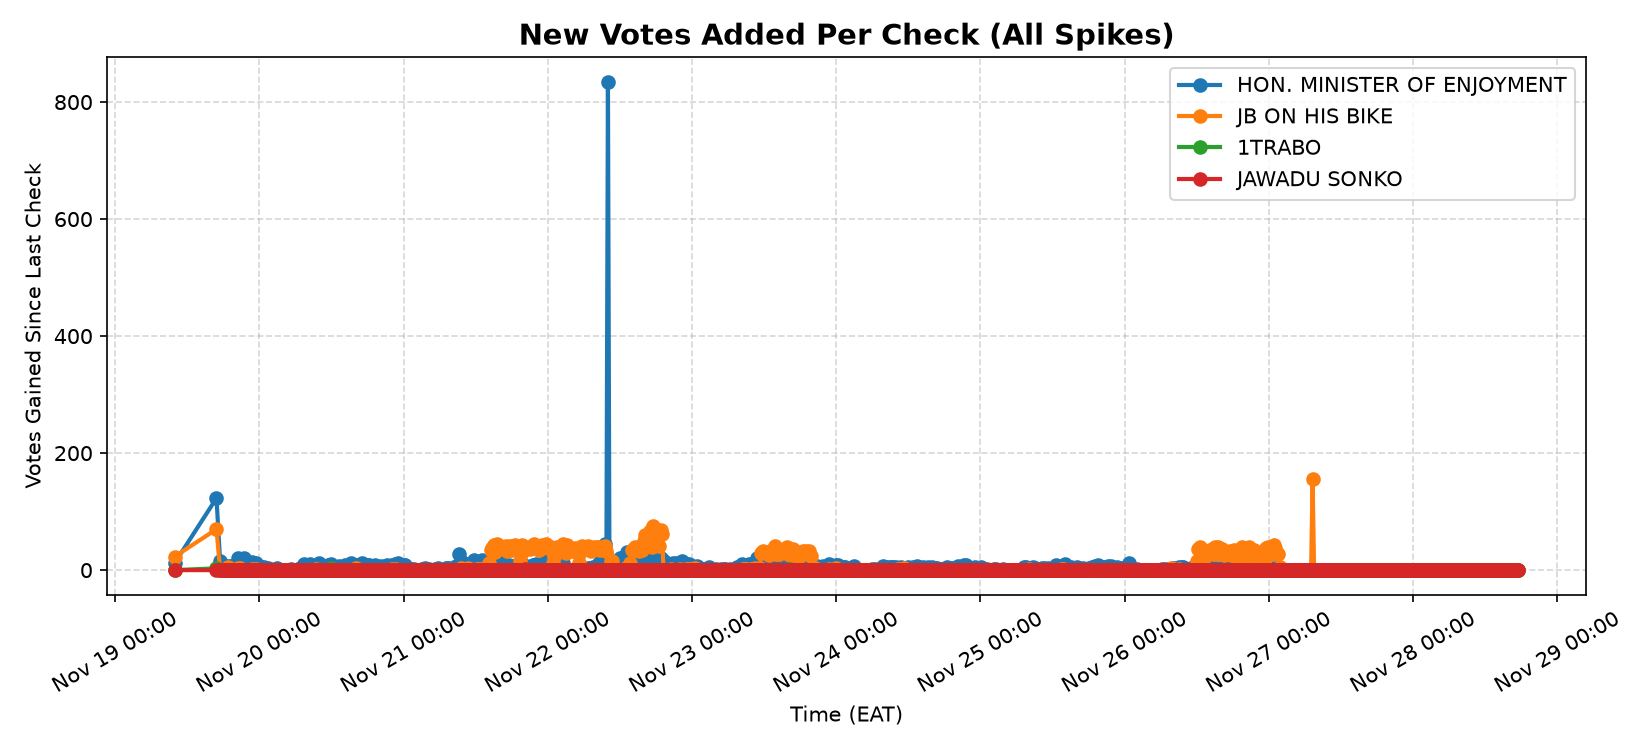 New Votes Added Per Check (All Spikes)
HON. MINISTER OF ENJOYMENT
JB ON HIS BIKE
1TRABO
JAWADU SONKO
Votes Gained Since Last Check
800
600
400
200
0
Nov 19 00:00
Nov 20 00:00
Nov 21 00:00
Nov 22 00:00
Nov 23 00:00
Nov 24 00:00
Nov 25 00:00
Nov 26 00:00
Nov 27 00:00
Nov 28 00:00
Nov 29 00:00
Time (EAT)